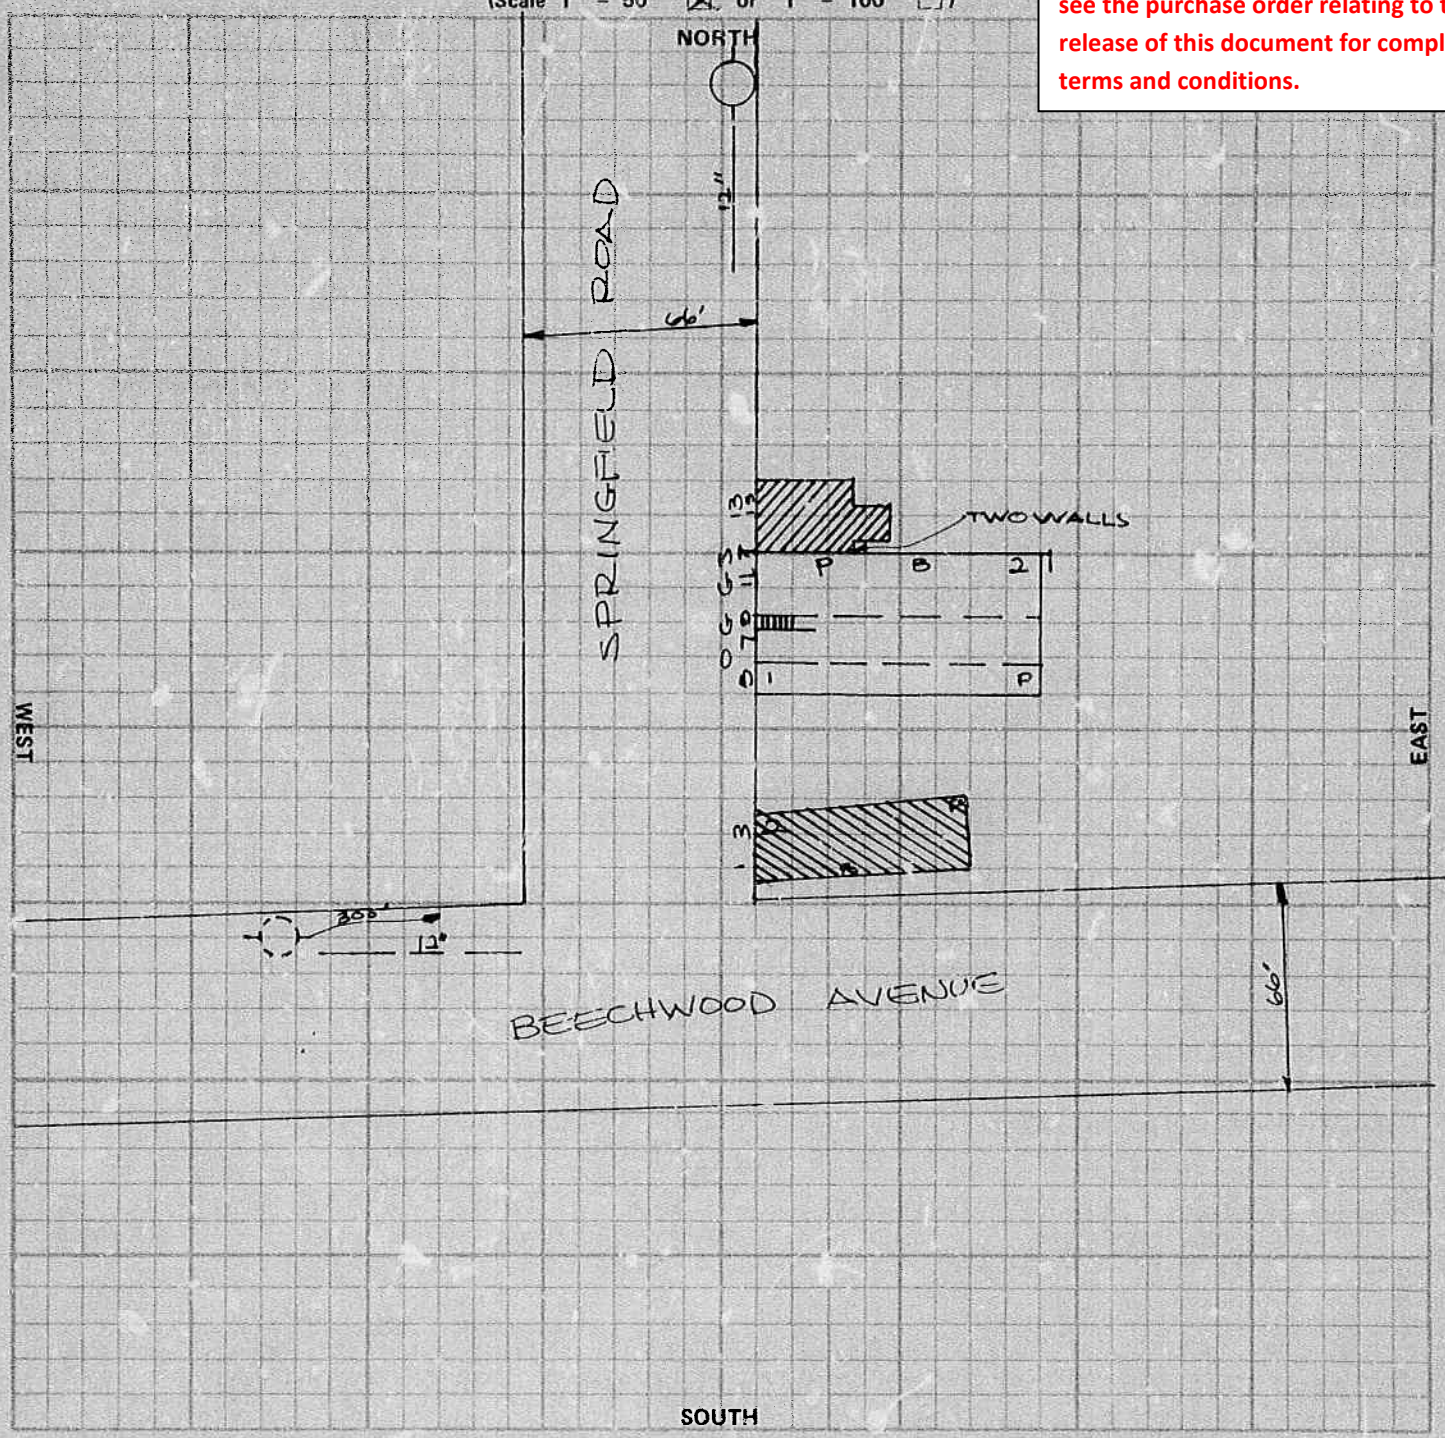 (Scale 1" = 50' ☒ or 1" = 100' ☐)
see the purchase order relating to t
release of this document for compl
terms and conditions.
NORTH
12"
SPRINGFIELD ROAD
66'
TWO WALLS
P B 2 1
1 P
WEST
EAST
300'
12"
BEECHWOOD AVENUE
66'
SOUTH